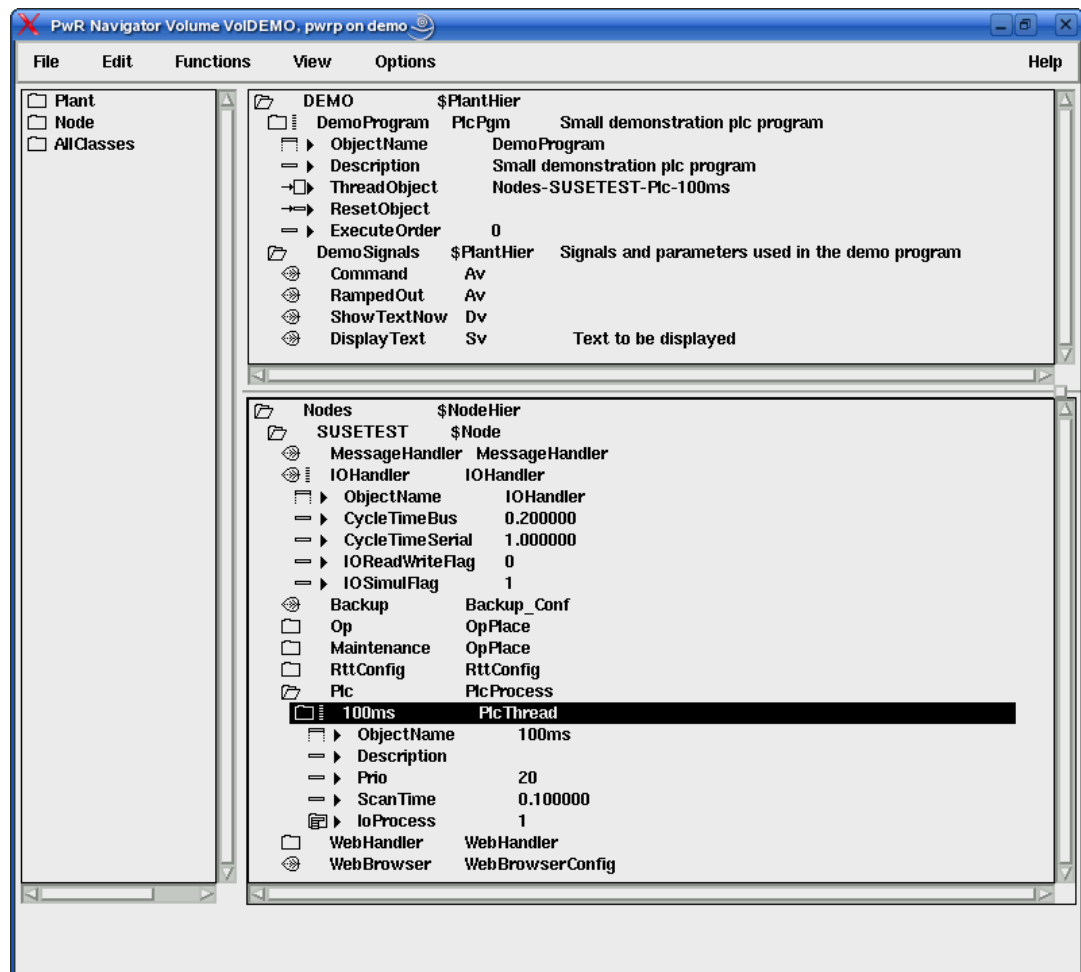 PwR Navigator Volume VolDEMO, pwrp on demo
File Edit Functions View Options Help
Plant
Node
AllClasses
DEMO $PlantHier
DemoProgram PlcPgm Small demonstration plc program
ObjectName DemoProgram
Description Small demonstration plc program
ThreadObject Nodes-SUSETEST-Plc-100ms
ResetObject
ExecuteOrder 0
DemoSignals $PlantHier Signals and parameters used in the demo program
Command Av
RampedOut Av
ShowTextNow Dv
DisplayText Sv Text to be displayed
Nodes $NodeHier
SUSETEST $Node
MessageHandler MessageHandler
IOHandler IOHandler
ObjectName IOHandler
CycleTimeBus 0.200000
CycleTimeSerial 1.000000
IOReadWriteFlag 0
IOSimulFlag 1
Backup Backup_Conf
Op OpPlace
Maintenance OpPlace
RttConfig RttConfig
Plc PlcProcess
100ms PlcThread
ObjectName 100ms
Description
Prio 20
ScanTime 0.100000
IoProcess 1
WebHandler WebHandler
WebBrowser WebBrowserConfig